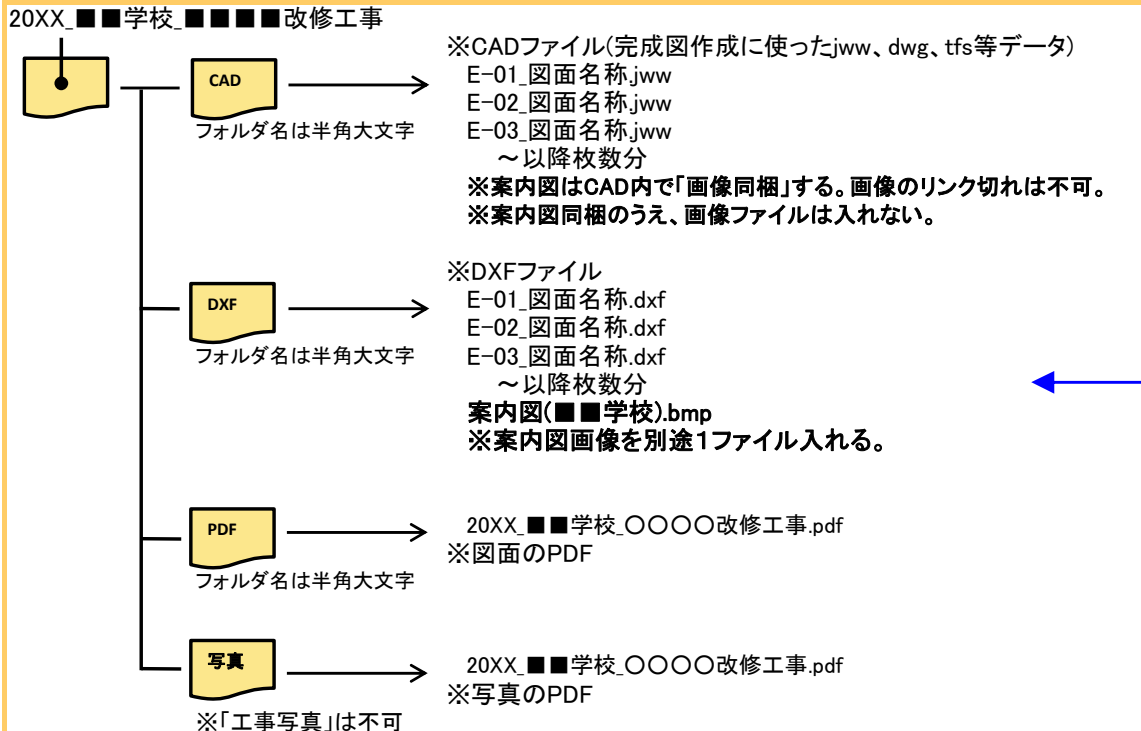 20XX_■■学校_■■■■改修工事
CAD
フォルダ名は半角大文字
※CADファイル(完成図作成に使ったjww、dwg、tfs等データ)
E-01_図面名称.jww
E-02_図面名称.jww
E-03_図面名称.jww
～以降枚数分
※案内図はCAD内で「画像同梱」する。画像のリンク切れは不可。
※案内図同梱のうえ、画像ファイルは入れない。
DXF
フォルダ名は半角大文字
※DXFファイル
E-01_図面名称.dxf
E-02_図面名称.dxf
E-03_図面名称.dxf
～以降枚数分
案内図(■■学校).bmp
※案内図画像を別途1ファイル入れる。
PDF
フォルダ名は半角大文字
20XX_■■学校_〇〇〇〇改修工事.pdf
※図面のPDF
写真
※「工事写真」は不可
20XX_■■学校_〇〇〇〇改修工事.pdf
※写真のPDF